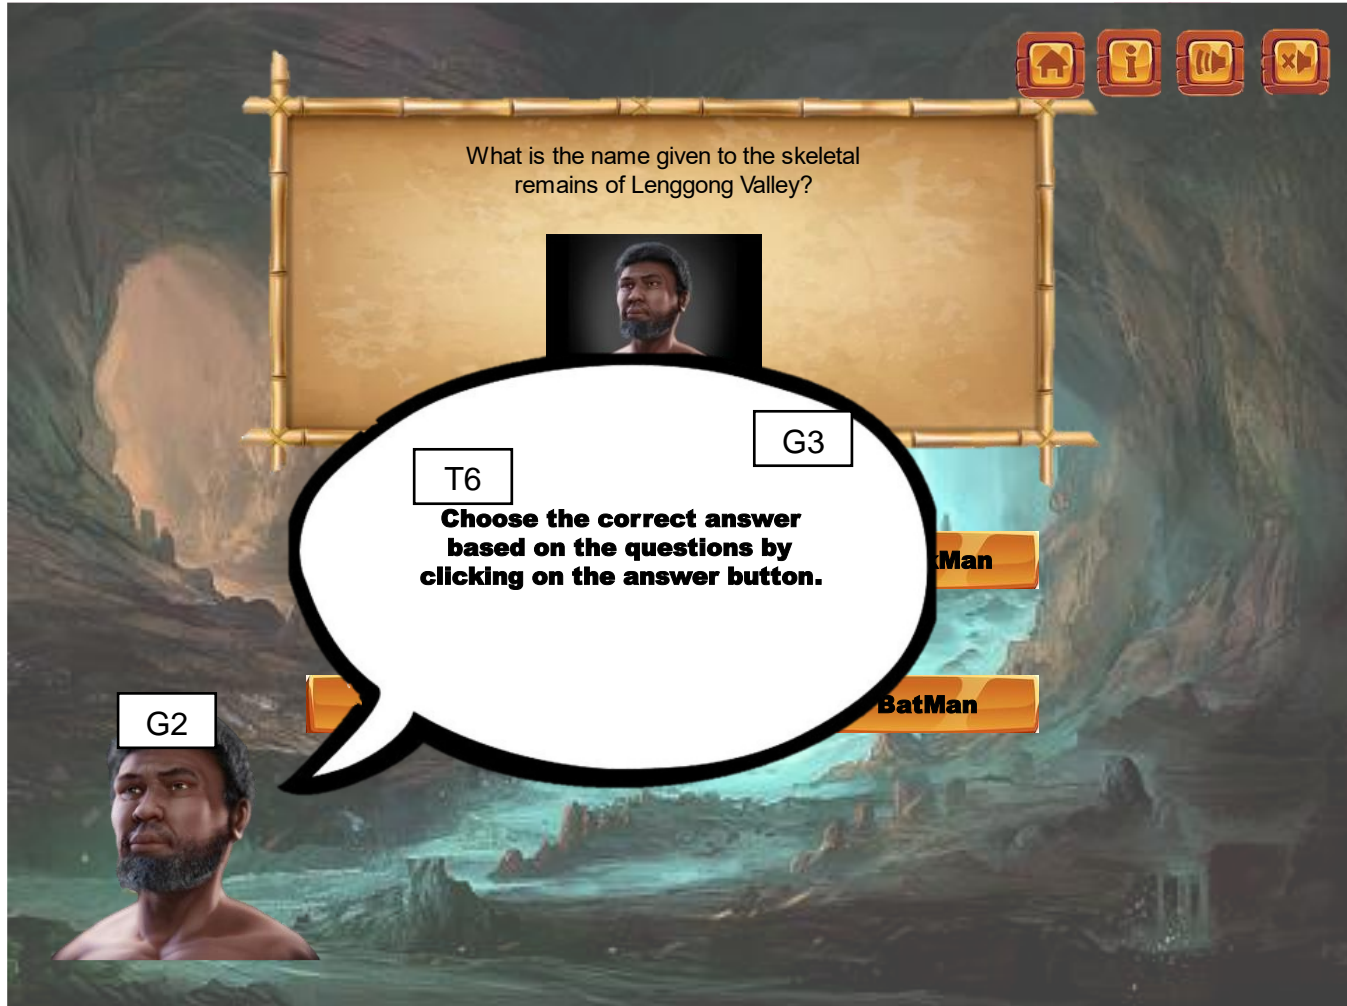 What is the name given to the skeletal
remains of Lenggong Valley?
G3
T6
Choose the correct answer
based on the questions by
clicking on the answer button.
BatMan
G2